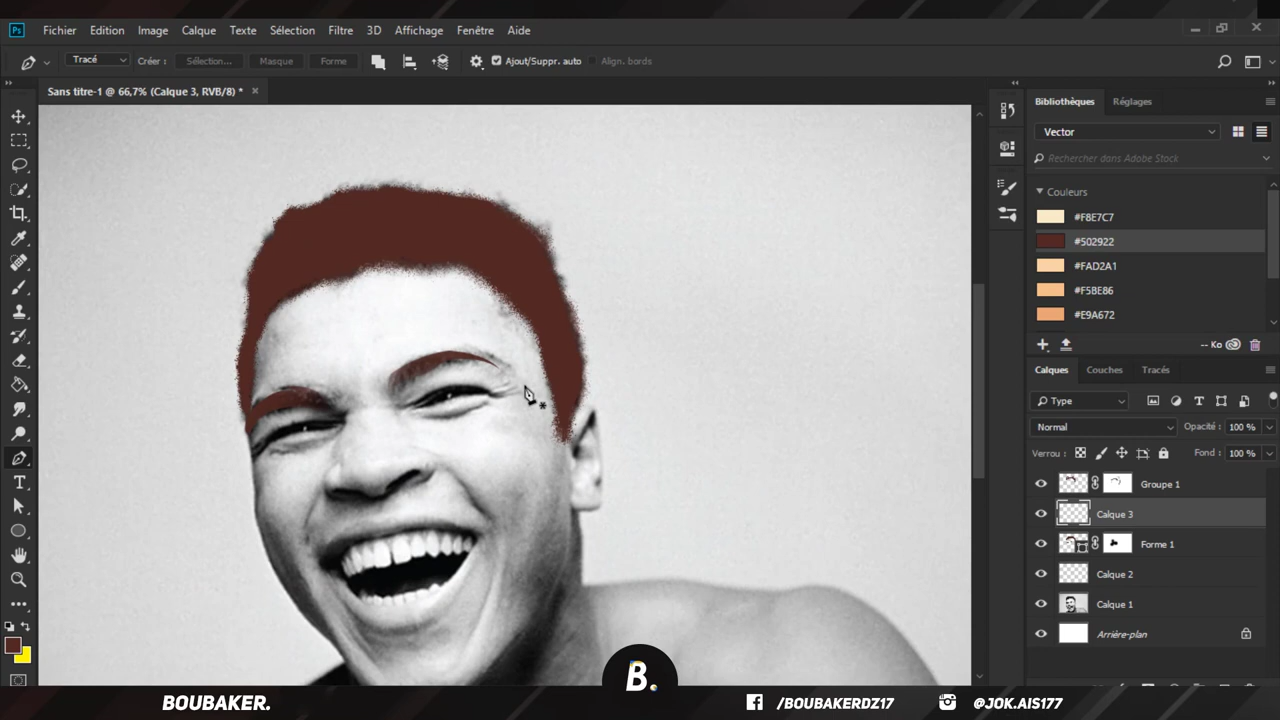 Ps Fichier Edition Image Calque Texte Sélection Filtre 3D Affichage Fenêtre Aide
Tracé Créer : Sélection... Masque Forme Ajout/Suppr. auto Align. bords
Sans titre-1 @ 66,7% (Calque 3, RVB/8) *
Bibliothèques Réglages
Vector
Rechercher dans Adobe Stock
Couleurs
#F8E7C7
#502922
#FAD2A1
#F5BE86
#E9A672
-- Ko
Calques Couches Tracés
Type
Normal Opacité : 100 %
Verrou : Fond : 100 %
Groupe 1
Calque 3
Forme 1
Calque 2
Calque 1
Arrière-plan
BOUBAKER. B. /BOUBAKERDZ17 @JOK.AIS177